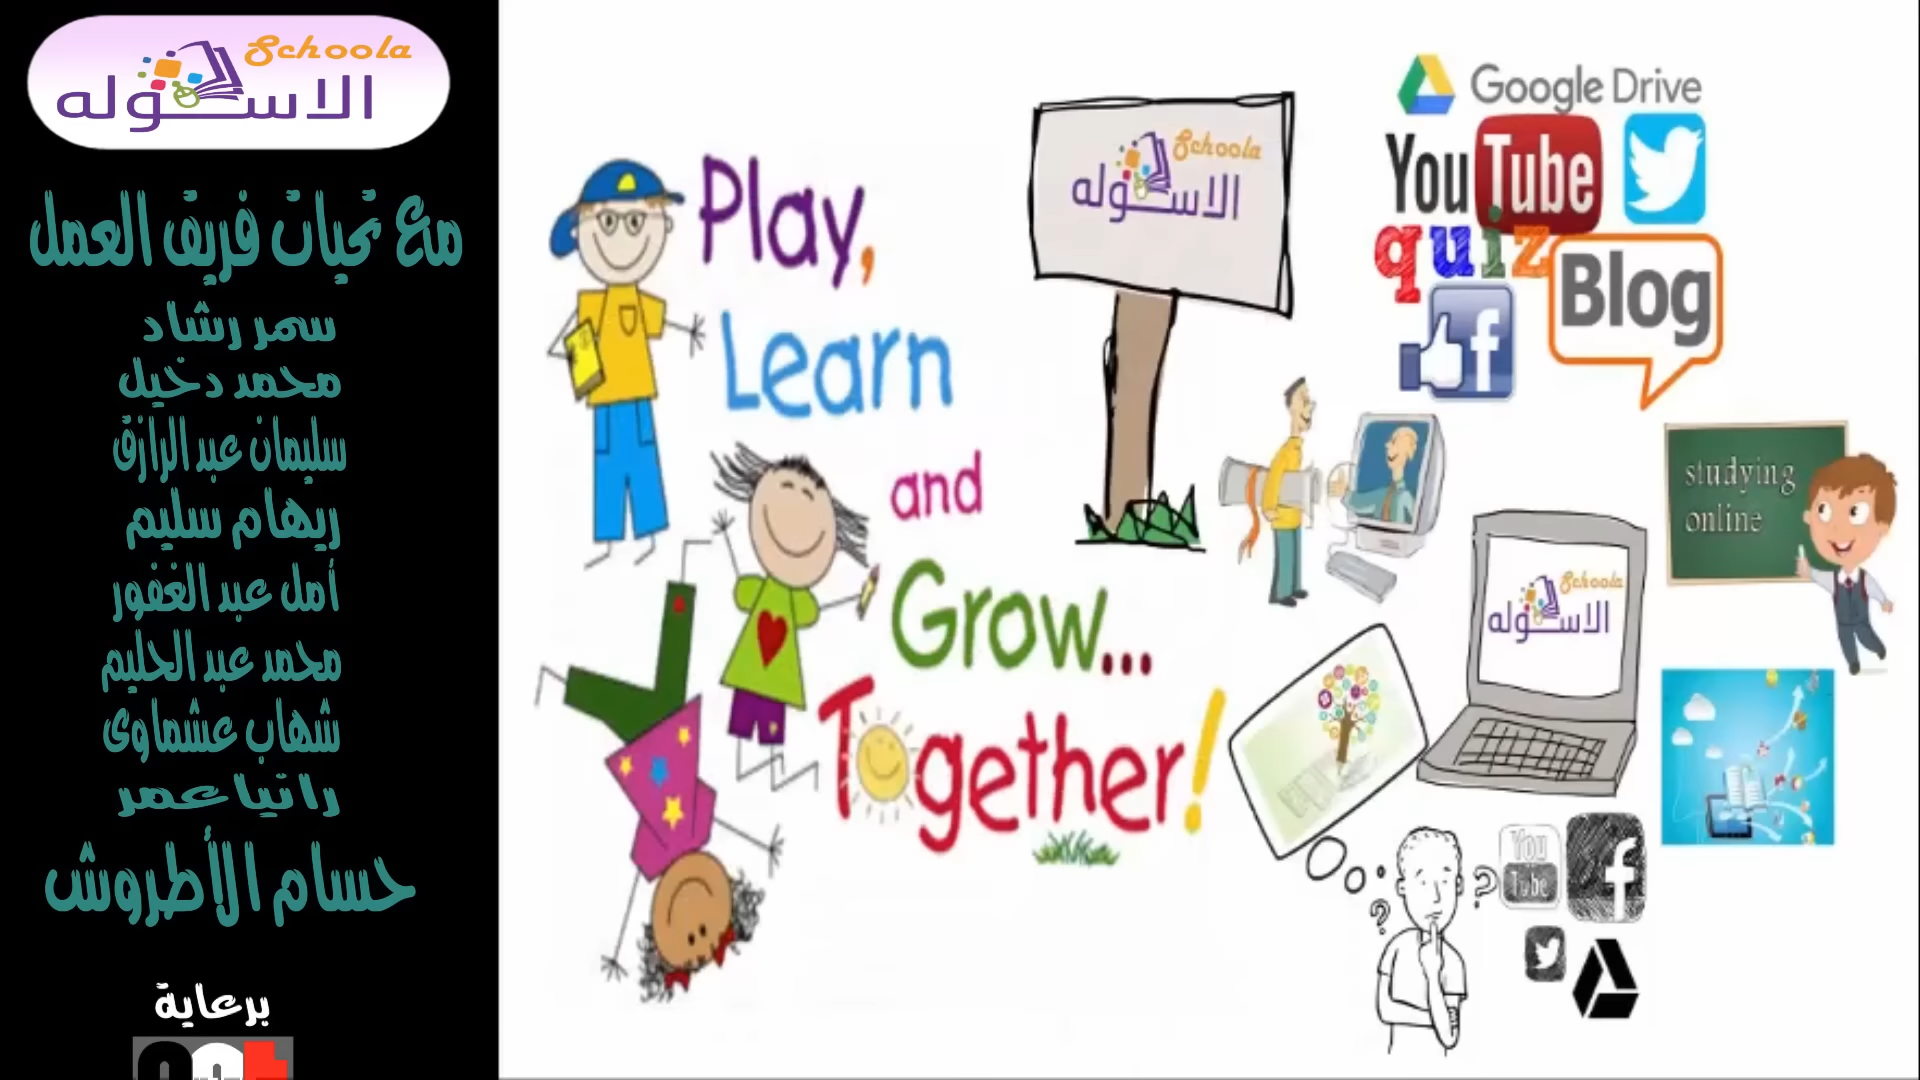 Schoola
الاسكوله
مع تحيات فريق العمل
سمر رشاد
محمد دخيل
سليمان عبد الرازق
ريهام سليم
أمل عبد الغفور
محمد عبد الحليم
شهاب عشماوى
رانيا عمر
حسام الأطروش
برعاية
Play,
Learn
and
Grow...
Together!
Schoola
الاسكوله
Google Drive
YouTube
quiz
Blog
f
studying
online
Schoola
الاسكوله
?
?
You
Tube
f